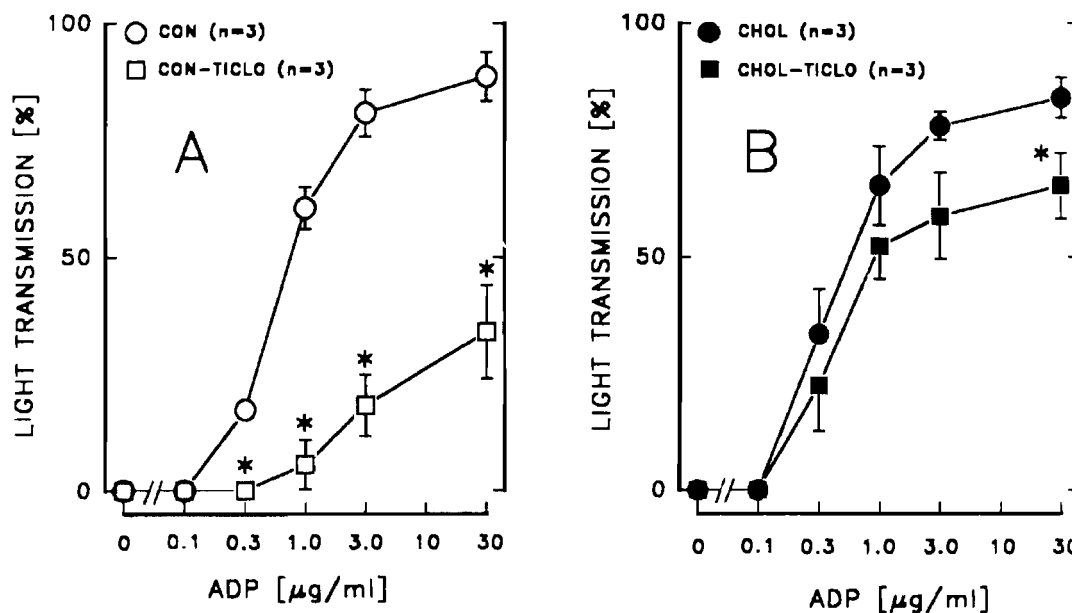 100
○ CON (n=3)
□ CON-TICLO (n=3)
A
*
*
*
*
50
0
LIGHT TRANSMISSION [%]
0 0.1 0.3 1.0 3.0 10 30
ADP [μg/ml]
100
● CHOL (n=3)
■ CHOL-TICLO (n=3)
B
*
50
0
LIGHT TRANSMISSION [%]
0 0.1 0.3 1.0 3.0 10 30
ADP [μg/ml]